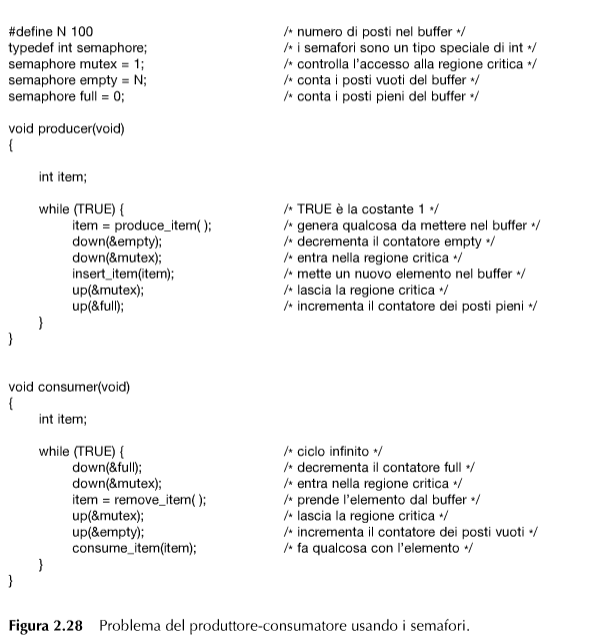 #define N 100 /* numero di posti nel buffer */
typedef int semaphore; /* i semafori sono un tipo speciale di int */
semaphore mutex = 1; /* controlla l'accesso alla regione critica */
semaphore empty = N; /* conta i posti vuoti del buffer */
semaphore full = 0; /* conta i posti pieni del buffer */
void producer(void)
{
int item;
while (TRUE) { /* TRUE è la costante 1 */
item = produce_item( ); /* genera qualcosa da mettere nel buffer */
down(&empty); /* decrementa il contatore empty */
down(&mutex); /* entra nella regione critica */
insert_item(item); /* mette un nuovo elemento nel buffer */
up(&mutex); /* lascia la regione critica */
up(&full); /* incrementa il contatore dei posti pieni */
}
}
void consumer(void)
{
int item;
while (TRUE) { /* ciclo infinito */
down(&full); /* decrementa il contatore full */
down(&mutex); /* entra nella regione critica */
item = remove_item( ); /* prende l'elemento dal buffer */
up(&mutex); /* lascia la regione critica */
up(&empty); /* incrementa il contatore dei posti vuoti */
consume_item(item); /* fa qualcosa con l'elemento */
}
}
Figura 2.28 Problema del produttore-consumatore usando i semafori.